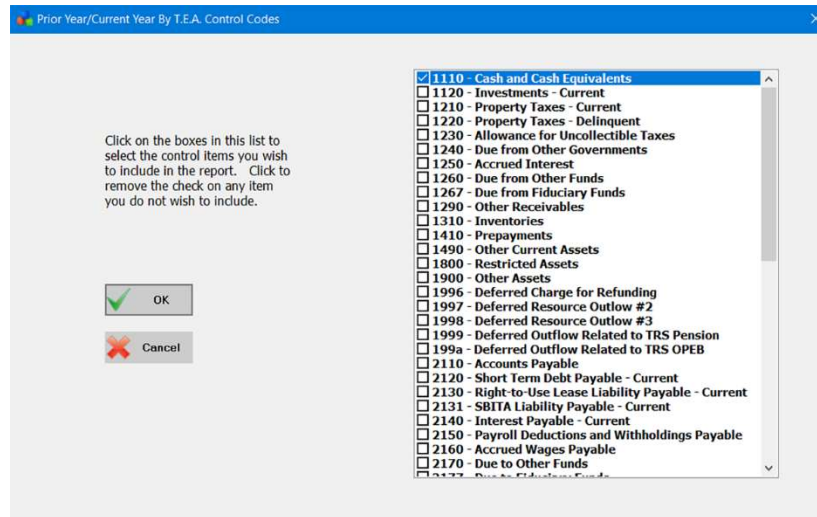 Prior Year/Current Year By T.E.A. Control Codes
Click on the boxes in this list to
select the control items you wish
to include in the report. Click to
remove the check on any item
you do not wish to include.
OK
Cancel
1110 - Cash and Cash Equivalents
1120 - Investments - Current
1210 - Property Taxes - Current
1220 - Property Taxes - Delinquent
1230 - Allowance for Uncollectible Taxes
1240 - Due from Other Governments
1250 - Accrued Interest
1260 - Due from Other Funds
1267 - Due from Fiduciary Funds
1290 - Other Receivables
1310 - Inventories
1410 - Prepayments
1490 - Other Current Assets
1800 - Restricted Assets
1900 - Other Assets
1996 - Deferred Charge for Refunding
1997 - Deferred Resource Outlow #2
1998 - Deferred Resource Outlow #3
1999 - Deferred Outflow Related to TRS Pension
199a - Deferred Outflow Related to TRS OPEB
2110 - Accounts Payable
2120 - Short Term Debt Payable - Current
2130 - Right-to-Use Lease Liability Payable - Current
2131 - SBITA Liability Payable - Current
2140 - Interest Payable - Current
2150 - Payroll Deductions and Withholdings Payable
2160 - Accrued Wages Payable
2170 - Due to Other Funds